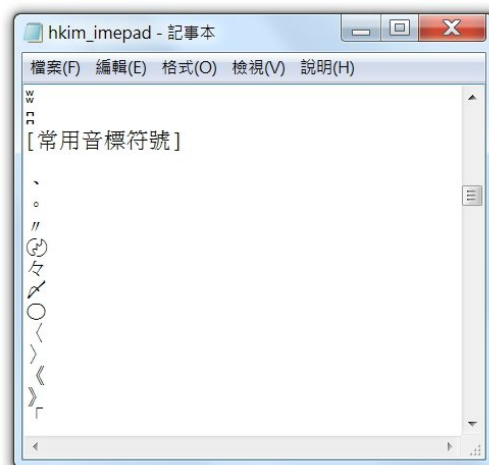 hkim_imepad - 記事本
檔案(F) 編輯(E) 格式(O) 檢視(V) 說明(H)
[常用音標符號]
、
。
〃
〄
々
〆
〇
〈
〉
《
》
「